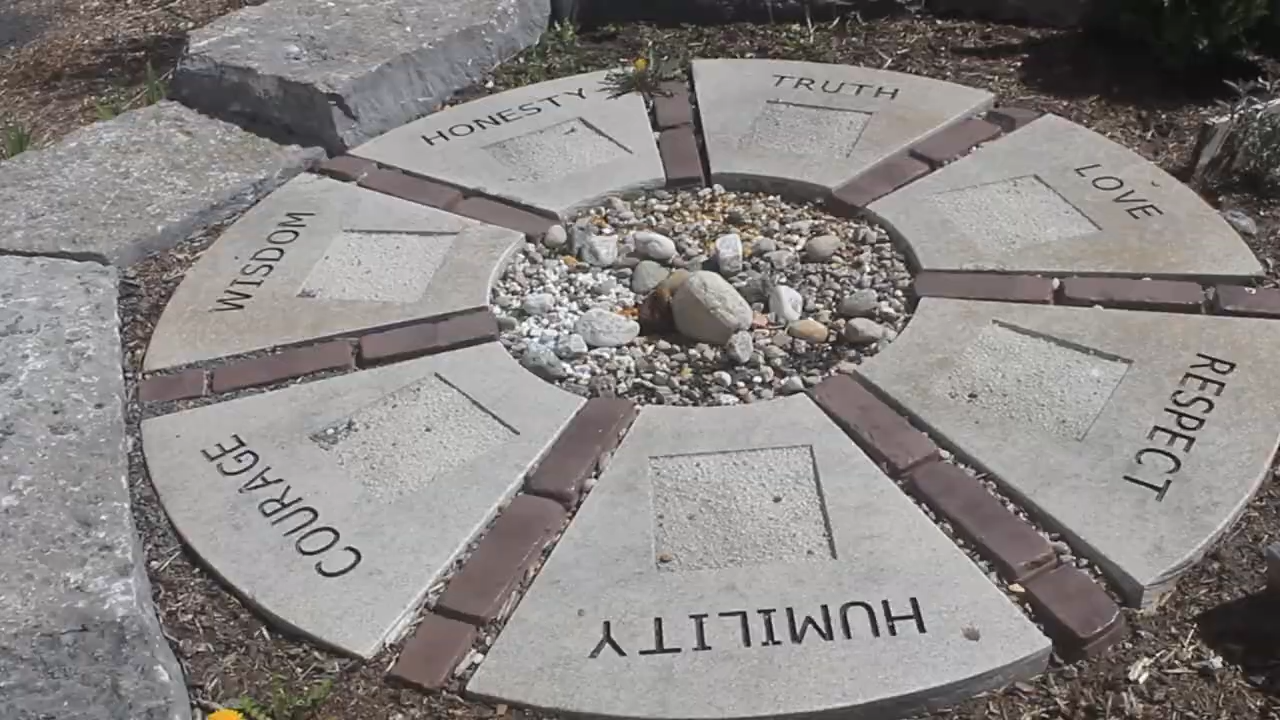 HONESTY
TRUTH
LOVE
RESPECT
HUMILITY
COURAGE
WISDOM